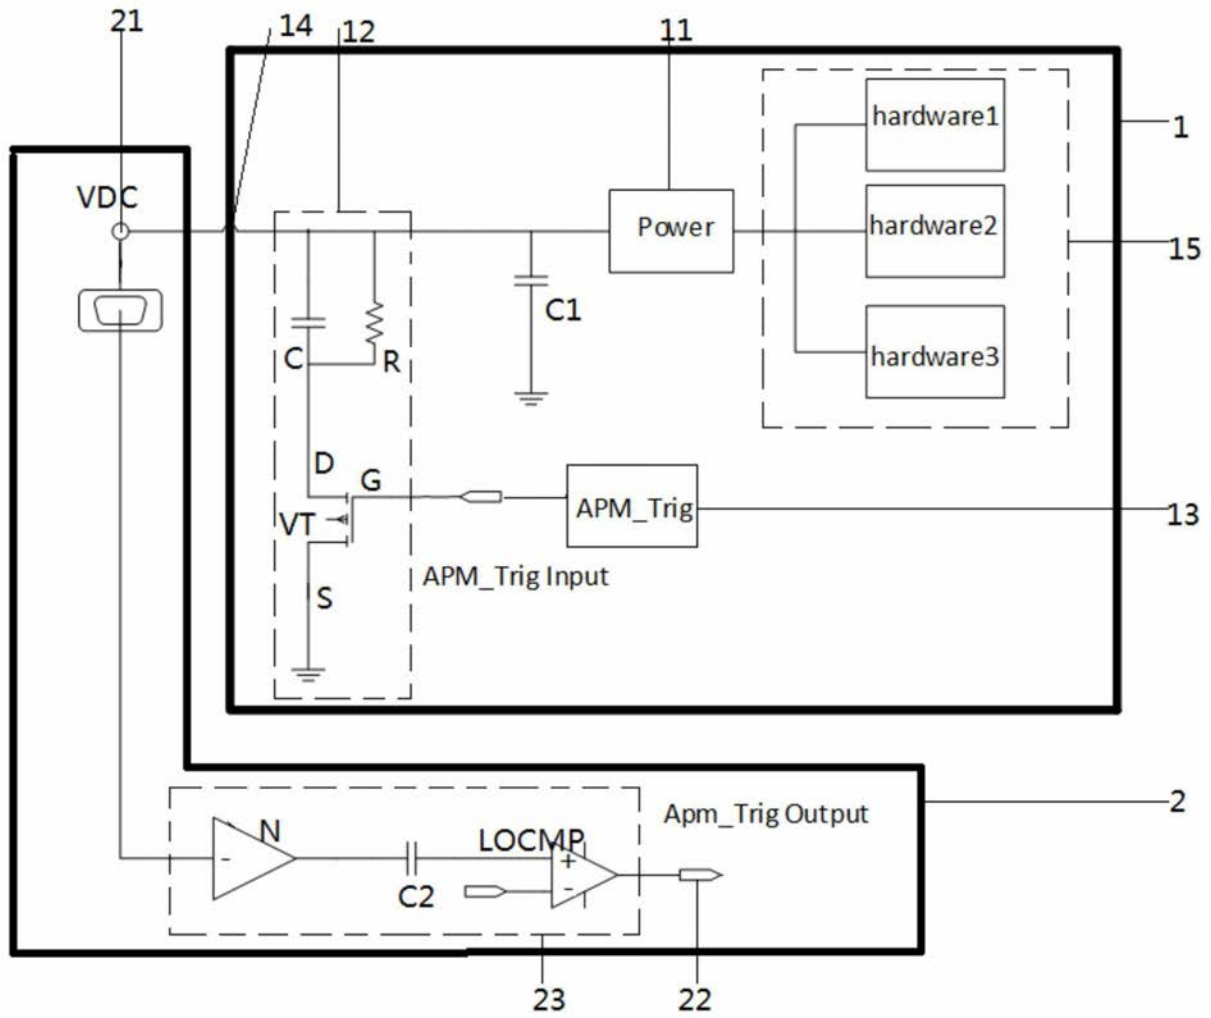 21
14
12
11
hardware1
1
VDC
Power
hardware2
15
C1
C
R
hardware3
D
G
APM_Trig
13
VT
APM_Trig Input
S
2
Apm_Trig Output
N
LOCMP
+
-
-
C2
23
22